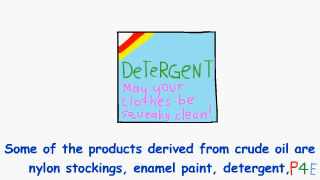 DeTeRGENT
May your
clothes be
squeaky clean!
Some of the products derived from crude oil are
nylon stockings, enamel paint, detergent,
P4E